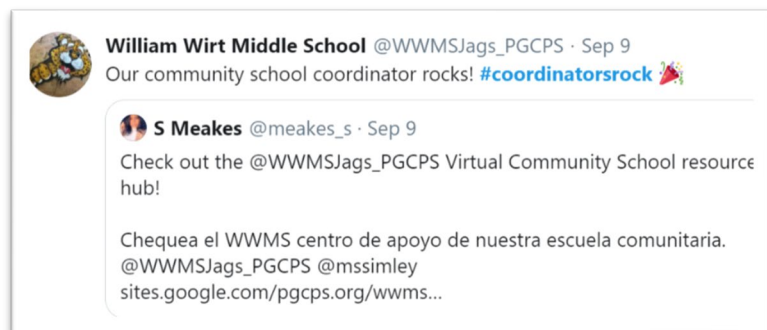 William Wirt Middle School @WWMSJags_PGCPS · Sep 9
Our community school coordinator rocks! #coordinatorsrock 🎉
S Meakes @meakes_s · Sep 9
Check out the @WWMSJags_PGCPS Virtual Community School resource
hub!
Chequea el WWMS centro de apoyo de nuestra escuela comunitaria.
@WWMSJags_PGCPS @mssimley
sites.google.com/pgcps.org/wwms...